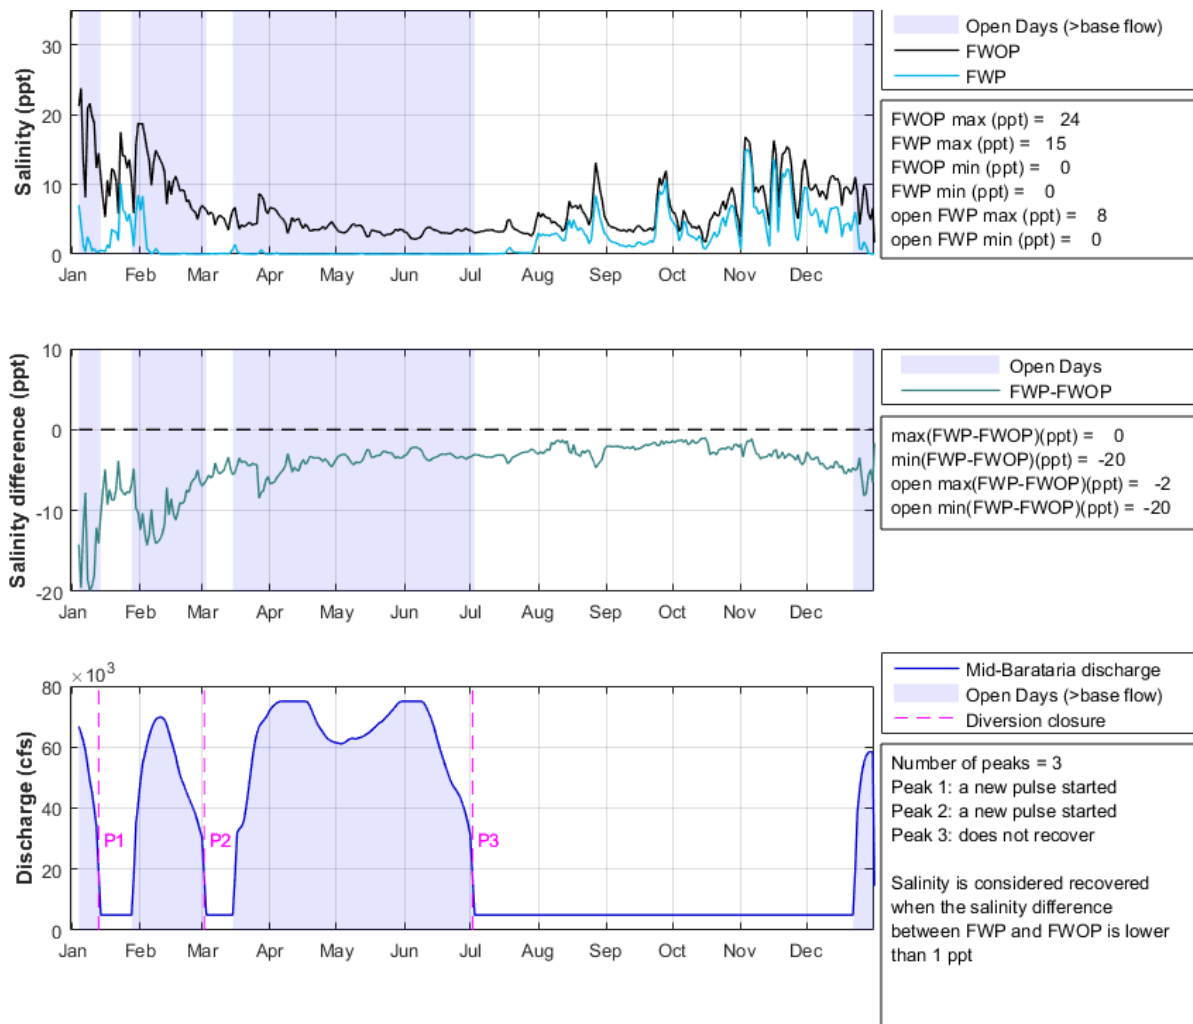 Salinity (ppt)
30
20
10
0
Jan Feb Mar Apr May Jun Jul Aug Sep Oct Nov Dec
Open Days (>base flow)
FWOP
FWP
FWOP max (ppt) = 24
FWP max (ppt) = 15
FWOP min (ppt) = 0
FWP min (ppt) = 0
open FWP max (ppt) = 8
open FWP min (ppt) = 0
Salinity difference (ppt)
10
0
-10
-20
Jan Feb Mar Apr May Jun Jul Aug Sep Oct Nov Dec
Open Days
FWP-FWOP
max(FWP-FWOP)(ppt) = 0
min(FWP-FWOP)(ppt) = -20
open max(FWP-FWOP)(ppt) = -2
open min(FWP-FWOP)(ppt) = -20
Discharge (cfs)
× 10³
80
60
40
20
0
P1 P2 P3
Jan Feb Mar Apr May Jun Jul Aug Sep Oct Nov Dec
Mid-Barataria discharge
Open Days (>base flow)
Diversion closure
Number of peaks = 3
Peak 1: a new pulse started
Peak 2: a new pulse started
Peak 3: does not recover
Salinity is considered recovered
when the salinity difference
between FWP and FWOP is lower
than 1 ppt